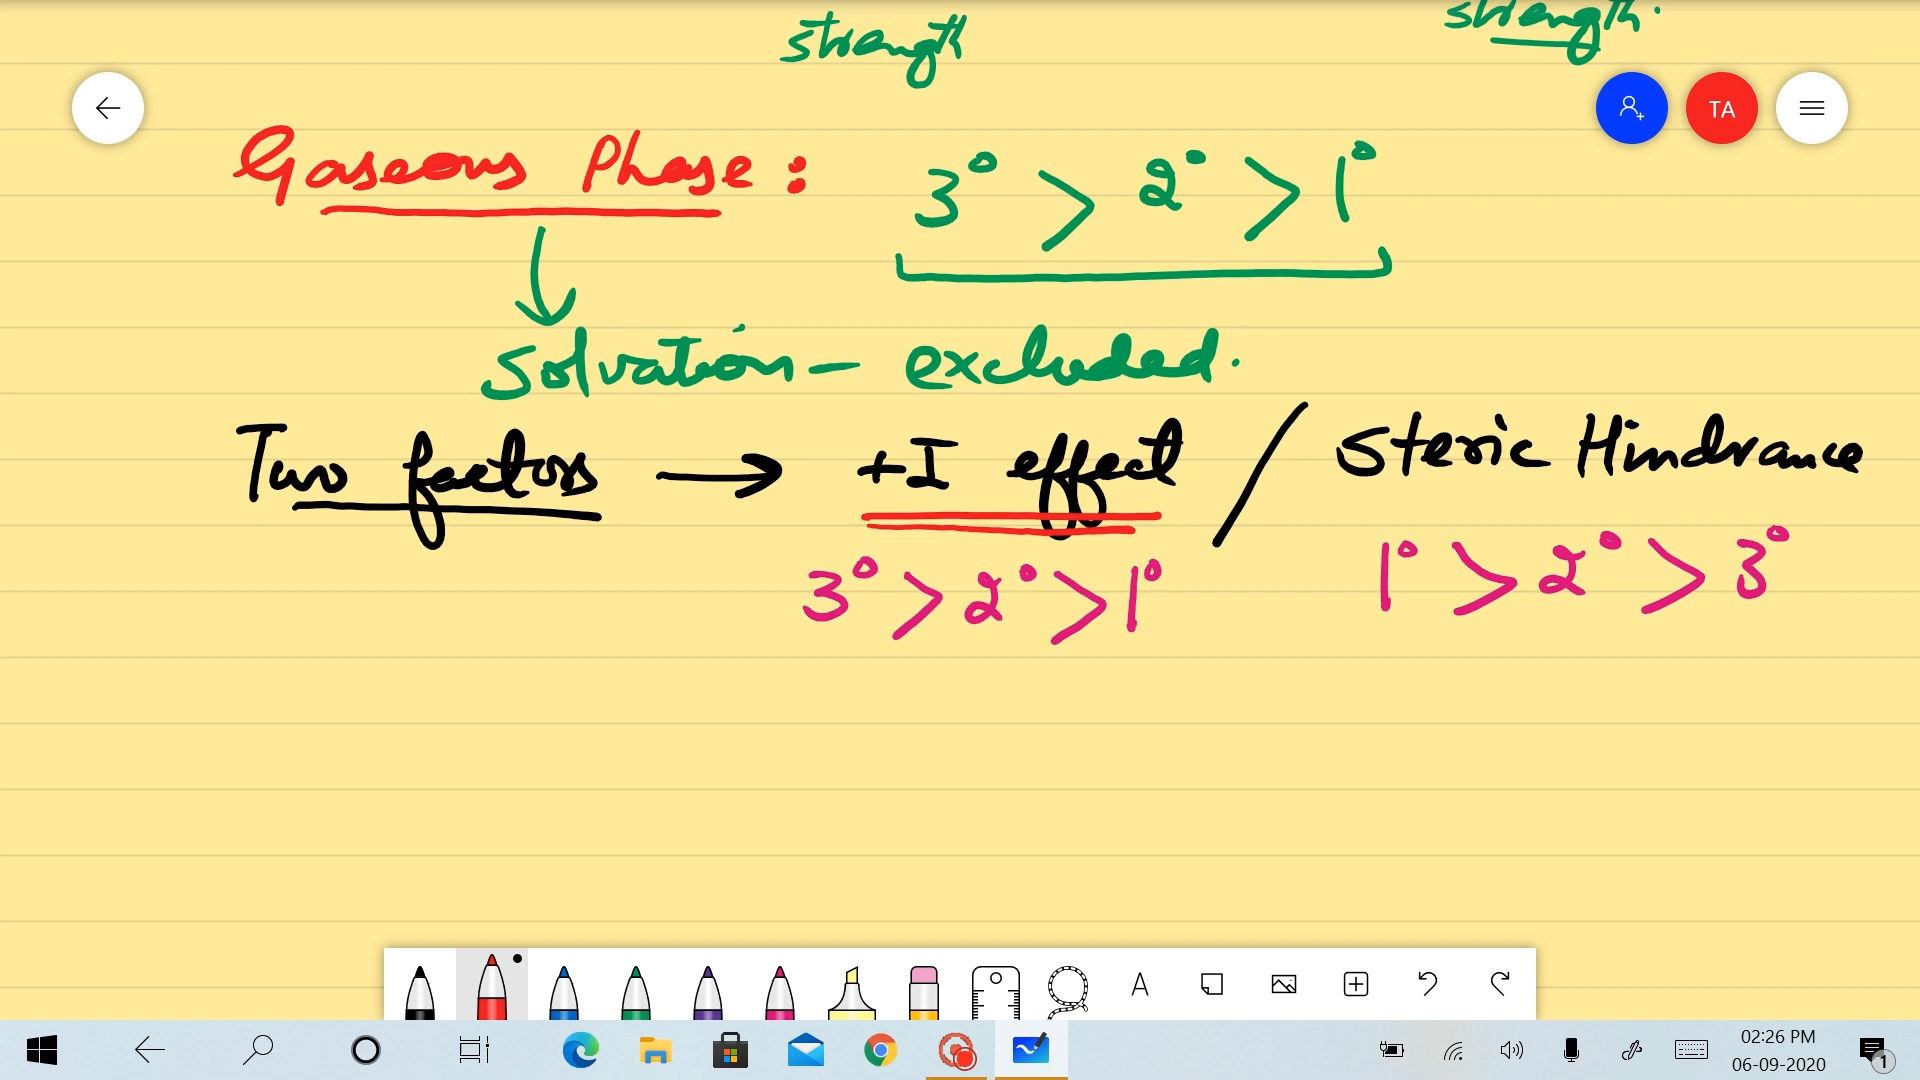 strength strength.
TA
Gaseous Phase : 3° > 2° > 1°
Solvation - excluded.
Two factors → +I effect / Steric Hindrance
3° > 2° > 1° 1° > 2° > 3°
A
02:26 PM
06-09-2020
1